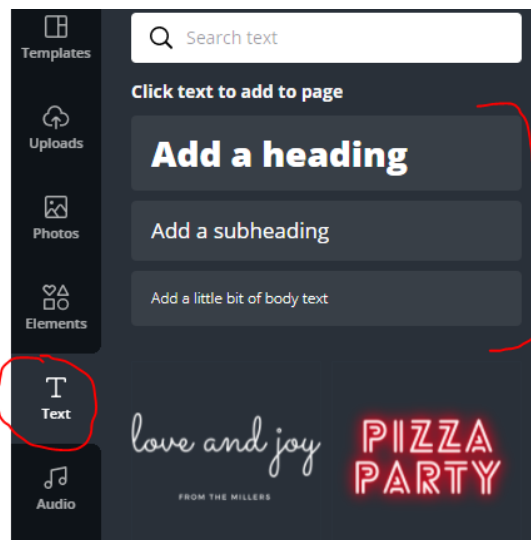 Templates
Search text
Click text to add to page
Uploads
Add a heading
Photos
Add a subheading
Elements
Add a little bit of body text
Text
love and joy
FROM THE MILLERS
PIZZA
PARTY
Audio